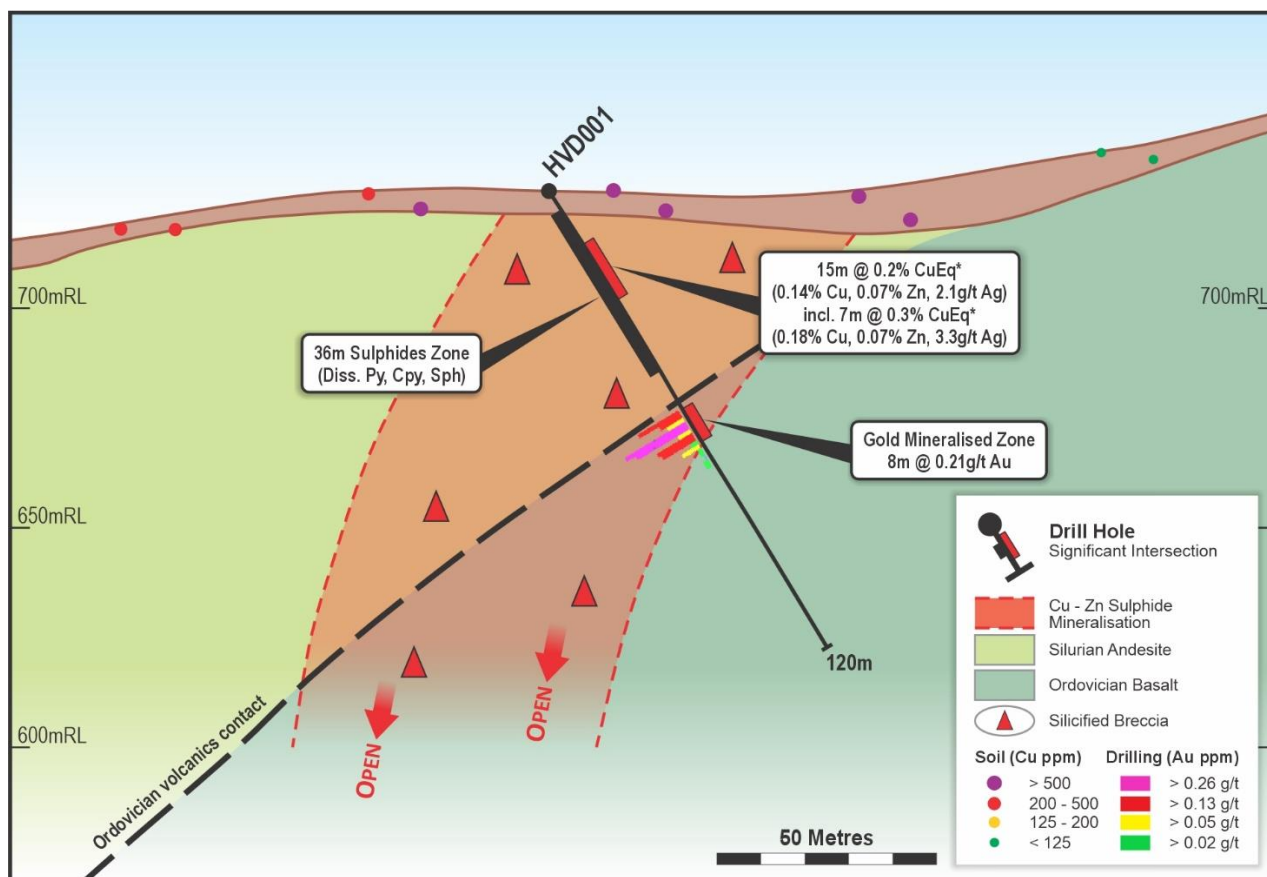 HVD001
700mRL
700mRL
15m @ 0.2% CuEq*
(0.14% Cu, 0.07% Zn, 2.1g/t Ag)
incl. 7m @ 0.3% CuEq*
(0.18% Cu, 0.07% Zn, 3.3g/t Ag)
36m Sulphides Zone
(Diss. Py, Cpy, Sph)
Gold Mineralised Zone
8m @ 0.21g/t Au
650mRL
120m
600mRL
OPEN
OPEN
Ordovician volcanics contact
50 Metres
Drill Hole
Significant Intersection
Cu - Zn Sulphide
Mineralisation
Silurian Andesite
Ordovician Basalt
Silicified Breccia
Soil (Cu ppm)
> 500
200 - 500
125 - 200
< 125
Drilling (Au ppm)
> 0.26 g/t
> 0.13 g/t
> 0.05 g/t
> 0.02 g/t